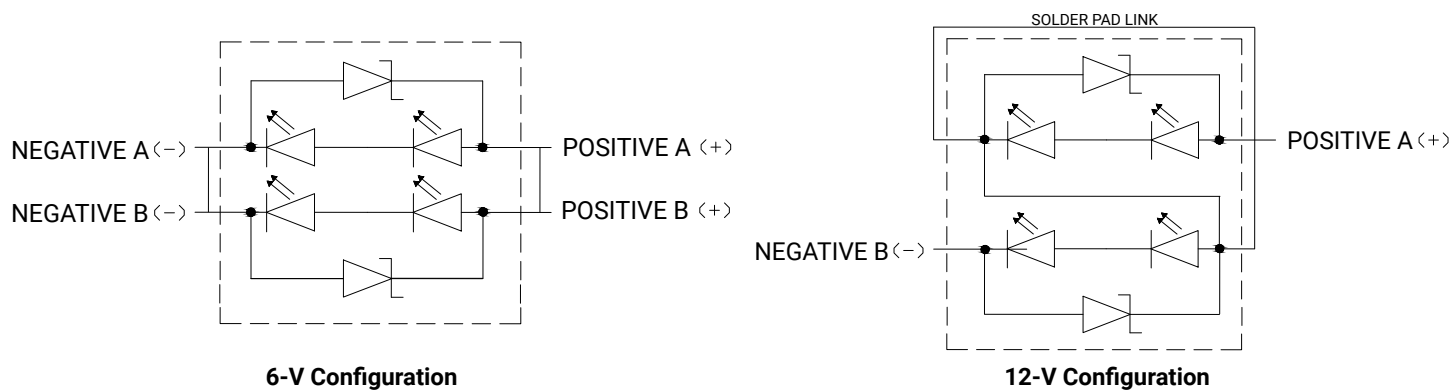 SOLDER PAD LINK
NEGATIVE A(−)
POSITIVE A (+)
NEGATIVE B(−)
POSITIVE B (+)
POSITIVE A(+)
NEGATIVE B(−)
6-V Configuration
12-V Configuration